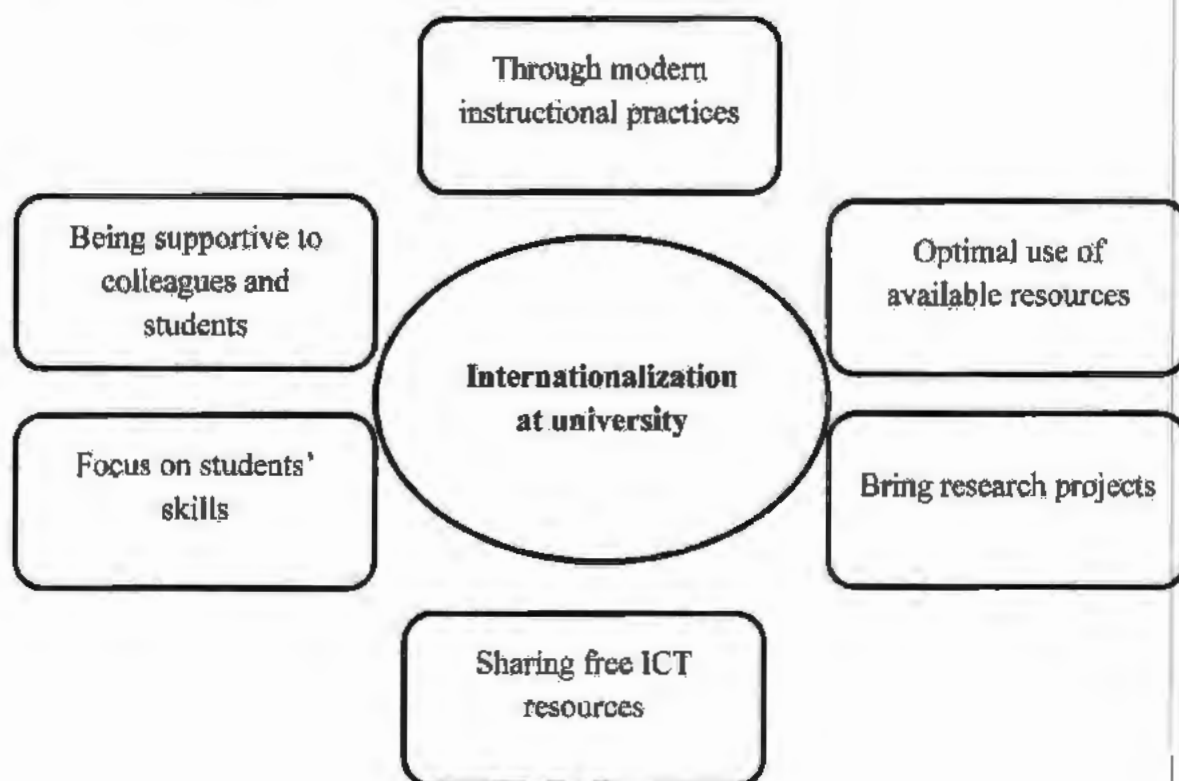 Through modern
instructional practices
Being supportive to
colleagues and
students
Optimal use of
available resources
Internationalization
at university
Focus on students'
skills
Bring research projects
Sharing free ICT
resources